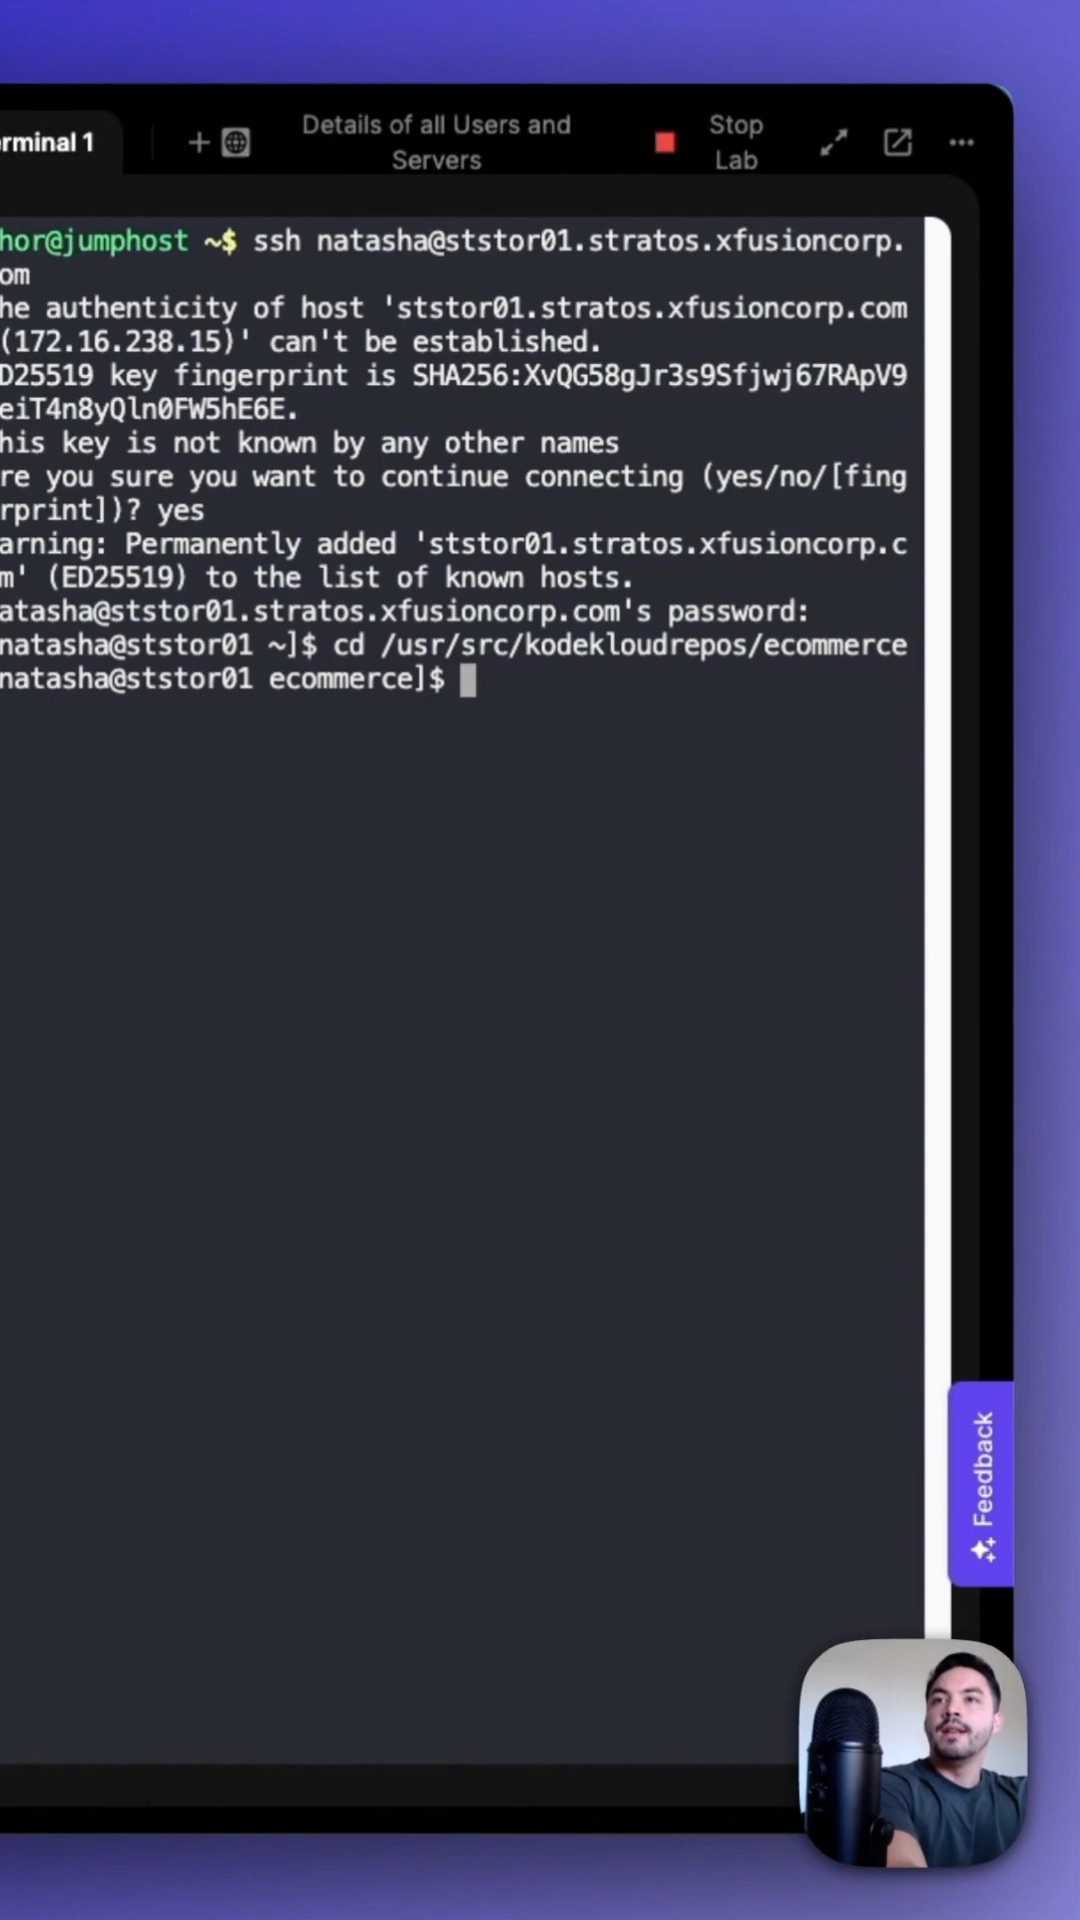 erminal 1
Details of all Users and
Servers
Stop
Lab
hor@jumphost ~$ ssh natasha@ststor01.stratos.xfusioncorp.
om
he authenticity of host 'ststor01.stratos.xfusioncorp.com
(172.16.238.15)' can't be established.
D25519 key fingerprint is SHA256:XvQG58gJr3s9Sfjwj67RApV9
eiT4n8yQln0FW5hE6E.
his key is not known by any other names
re you sure you want to continue connecting (yes/no/[fing
rprint])? yes
arning: Permanently added 'ststor01.stratos.xfusioncorp.c
m' (ED25519) to the list of known hosts.
atasha@ststor01.stratos.xfusioncorp.com's password:
natasha@ststor01 ~]$ cd /usr/src/kodekloudrepos/ecommerce
natasha@ststor01 ecommerce]$
Feedback